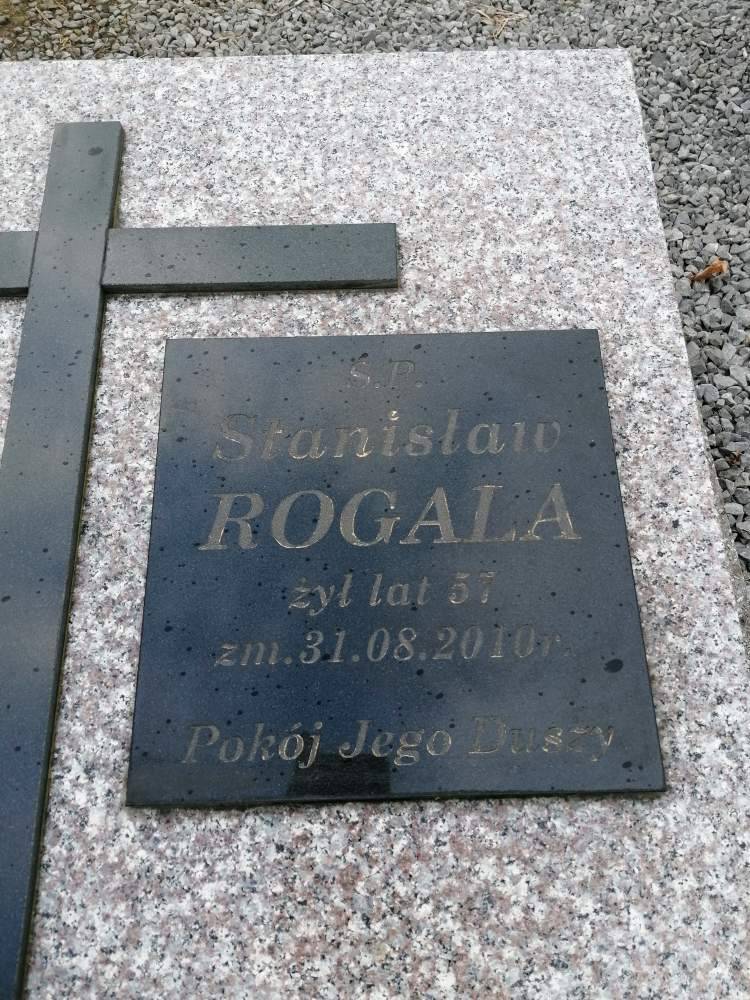 Ś.P.
Stanisław
ROGALA
żył lat 57
zm.31.08.2010r.
Pokój Jego Duszy